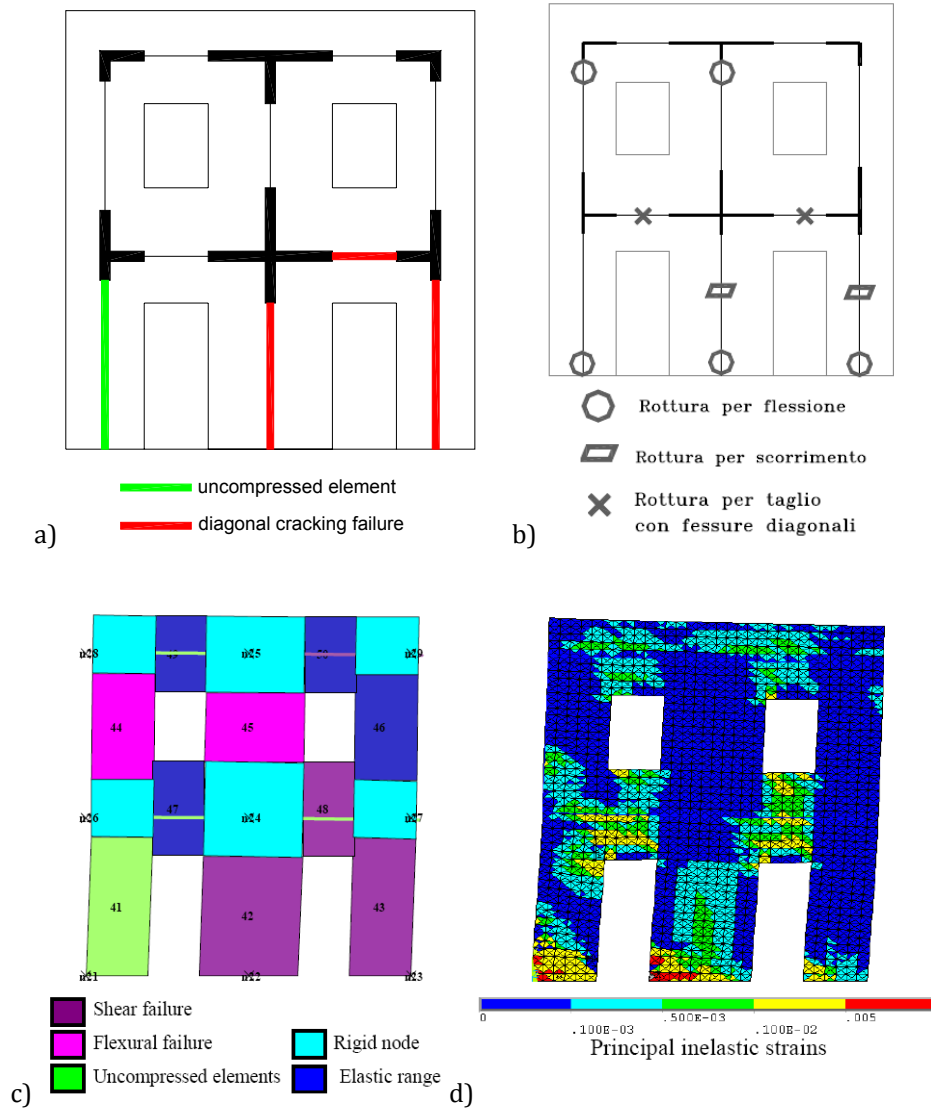 uncompressed element
diagonal cracking failure
a)
Rottura per flessione
Rottura per scorrimento
Rottura per taglio
con fessure diagonali
b)
n28 49 n25 50 n29
44 45 46
n26 47 n24 48 n27
41 42 43
n21 n22 n23
Shear failure
Flexural failure
Rigid node
Uncompressed elements
Elastic range
c)
0 .100E-03 .500E-03 .100E-02 .005
Principal inelastic strains
d)